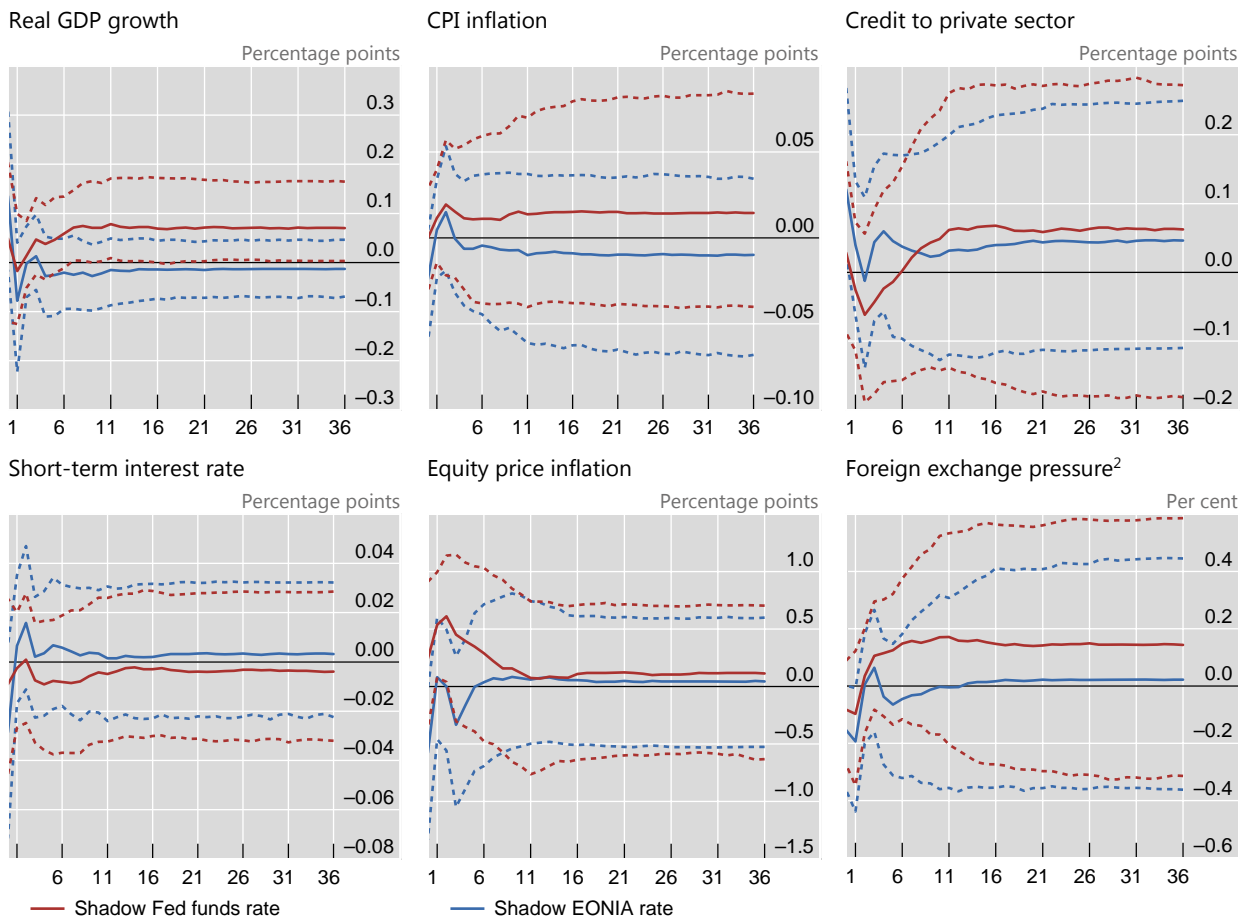 Real GDP growth
CPI inflation
Credit to private sector
Percentage points
Percentage points
Percentage points
0.3
0.2
0.1
0.0
–0.1
–0.2
–0.3
0.05
0.00
–0.05
–0.10
0.2
0.1
0.0
–0.1
–0.2
1 6 11 16 21 26 31 36
6 11 16 21 26 31 36
1 6 11 16 21 26 31 36
Short-term interest rate
Equity price inflation
Foreign exchange pressure²
Percentage points
Percentage points
Per cent
0.04
0.02
0.00
–0.02
–0.04
–0.06
–0.08
1.0
0.5
0.0
–0.5
–1.0
–1.5
0.4
0.2
0.0
–0.2
–0.4
–0.6
6 11 16 21 26 31 36
1 6 11 16 21 26 31 36
1 6 11 16 21 26 31 36
Shadow Fed funds rate
Shadow EONIA rate